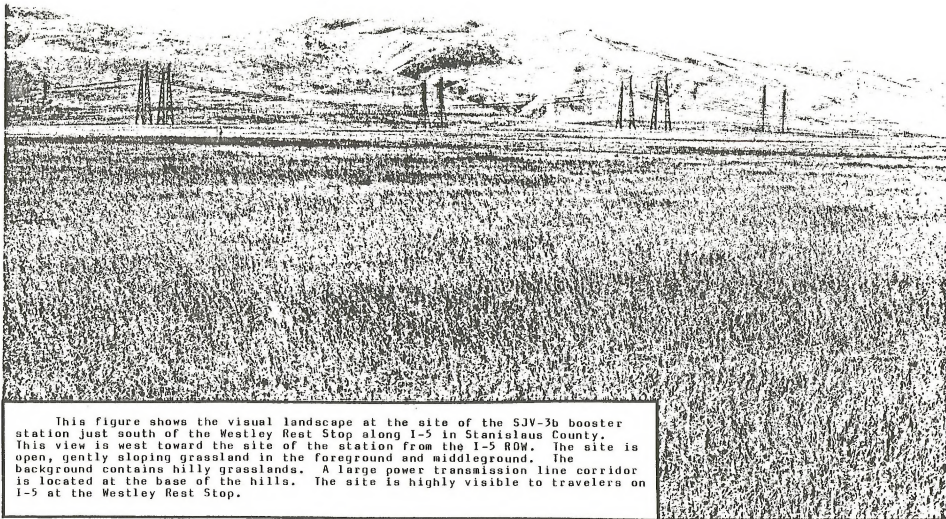 This figure shows the visual landscape at the site of the SJV-3b booster
station just south of the Westley Rest Stop along I-5 in Stanislaus County.
This view is west toward the site of the station from the I-5 ROW. The site is
open, gently sloping grassland in the foreground and middleground. The
background contains hilly grasslands. A large power transmission line corridor
is located at the base of the hills. The site is highly visible to travelers on
I-5 at the Westley Rest Stop.